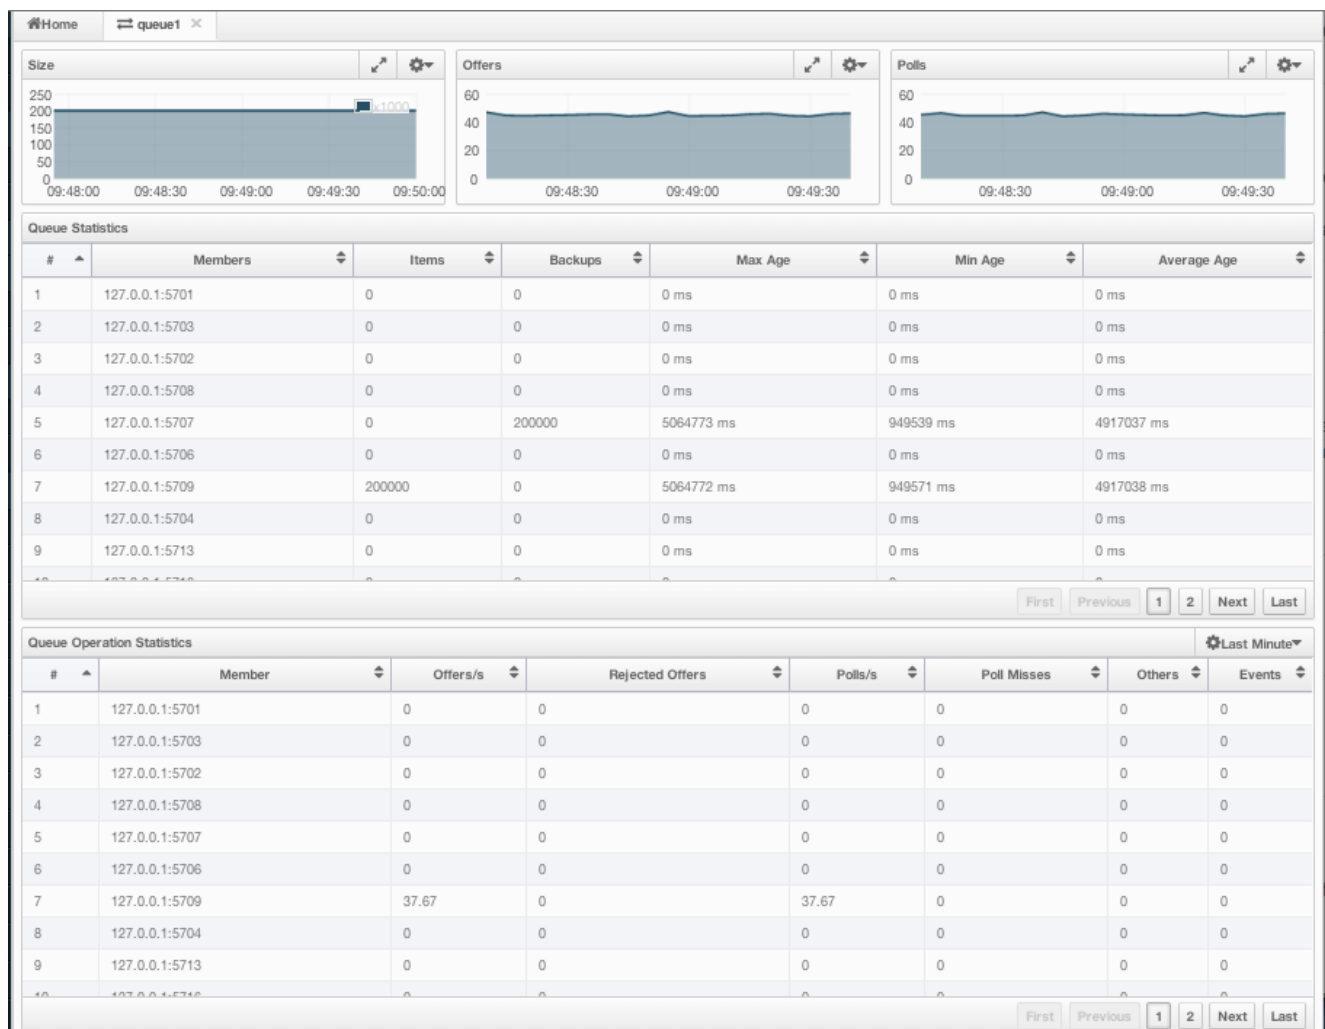 Home queue1
Size Offers Polls
250
200
150
100
50
0
x1000
09:48:00 09:48:30 09:49:00 09:49:30 09:50:00
60
40
20
0
09:48:30 09:49:00 09:49:30
60
40
20
0
09:48:30 09:49:00 09:49:30
Queue Statistics
# Members Items Backups Max Age Min Age Average Age
1 127.0.0.1:5701 0 0 0 ms 0 ms 0 ms
2 127.0.0.1:5703 0 0 0 ms 0 ms 0 ms
3 127.0.0.1:5702 0 0 0 ms 0 ms 0 ms
4 127.0.0.1:5708 0 0 0 ms 0 ms 0 ms
5 127.0.0.1:5707 0 200000 5064773 ms 949539 ms 4917037 ms
6 127.0.0.1:5706 0 0 0 ms 0 ms 0 ms
7 127.0.0.1:5709 200000 0 5064772 ms 949571 ms 4917038 ms
8 127.0.0.1:5704 0 0 0 ms 0 ms 0 ms
9 127.0.0.1:5713 0 0 0 ms 0 ms 0 ms
First Previous 1 2 Next Last
Queue Operation Statistics Last Minute
# Member Offers/s Rejected Offers Polls/s Poll Misses Others Events
1 127.0.0.1:5701 0 0 0 0 0 0
2 127.0.0.1:5703 0 0 0 0 0 0
3 127.0.0.1:5702 0 0 0 0 0 0
4 127.0.0.1:5708 0 0 0 0 0 0
5 127.0.0.1:5707 0 0 0 0 0 0
6 127.0.0.1:5706 0 0 0 0 0 0
7 127.0.0.1:5709 37.67 0 37.67 0 0 0
8 127.0.0.1:5704 0 0 0 0 0 0
9 127.0.0.1:5713 0 0 0 0 0 0
First Previous 1 2 Next Last